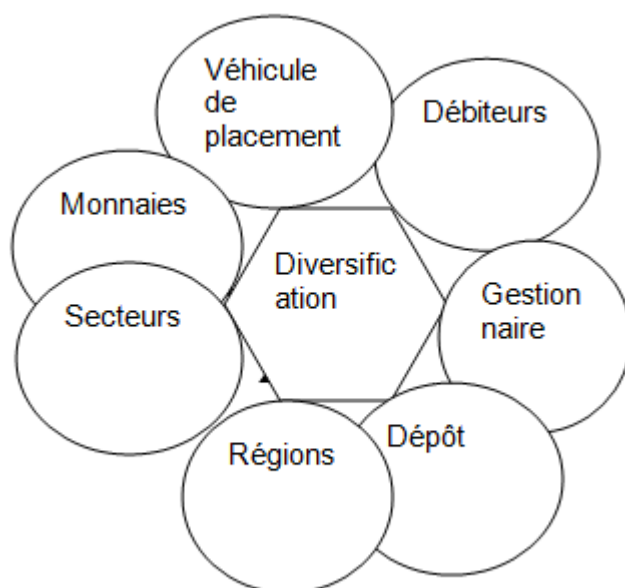 Véhicule
de
placement
Débiteurs
Monnaies
Diversific
ation
Gestion
naire
Secteurs
Régions
Dépôt